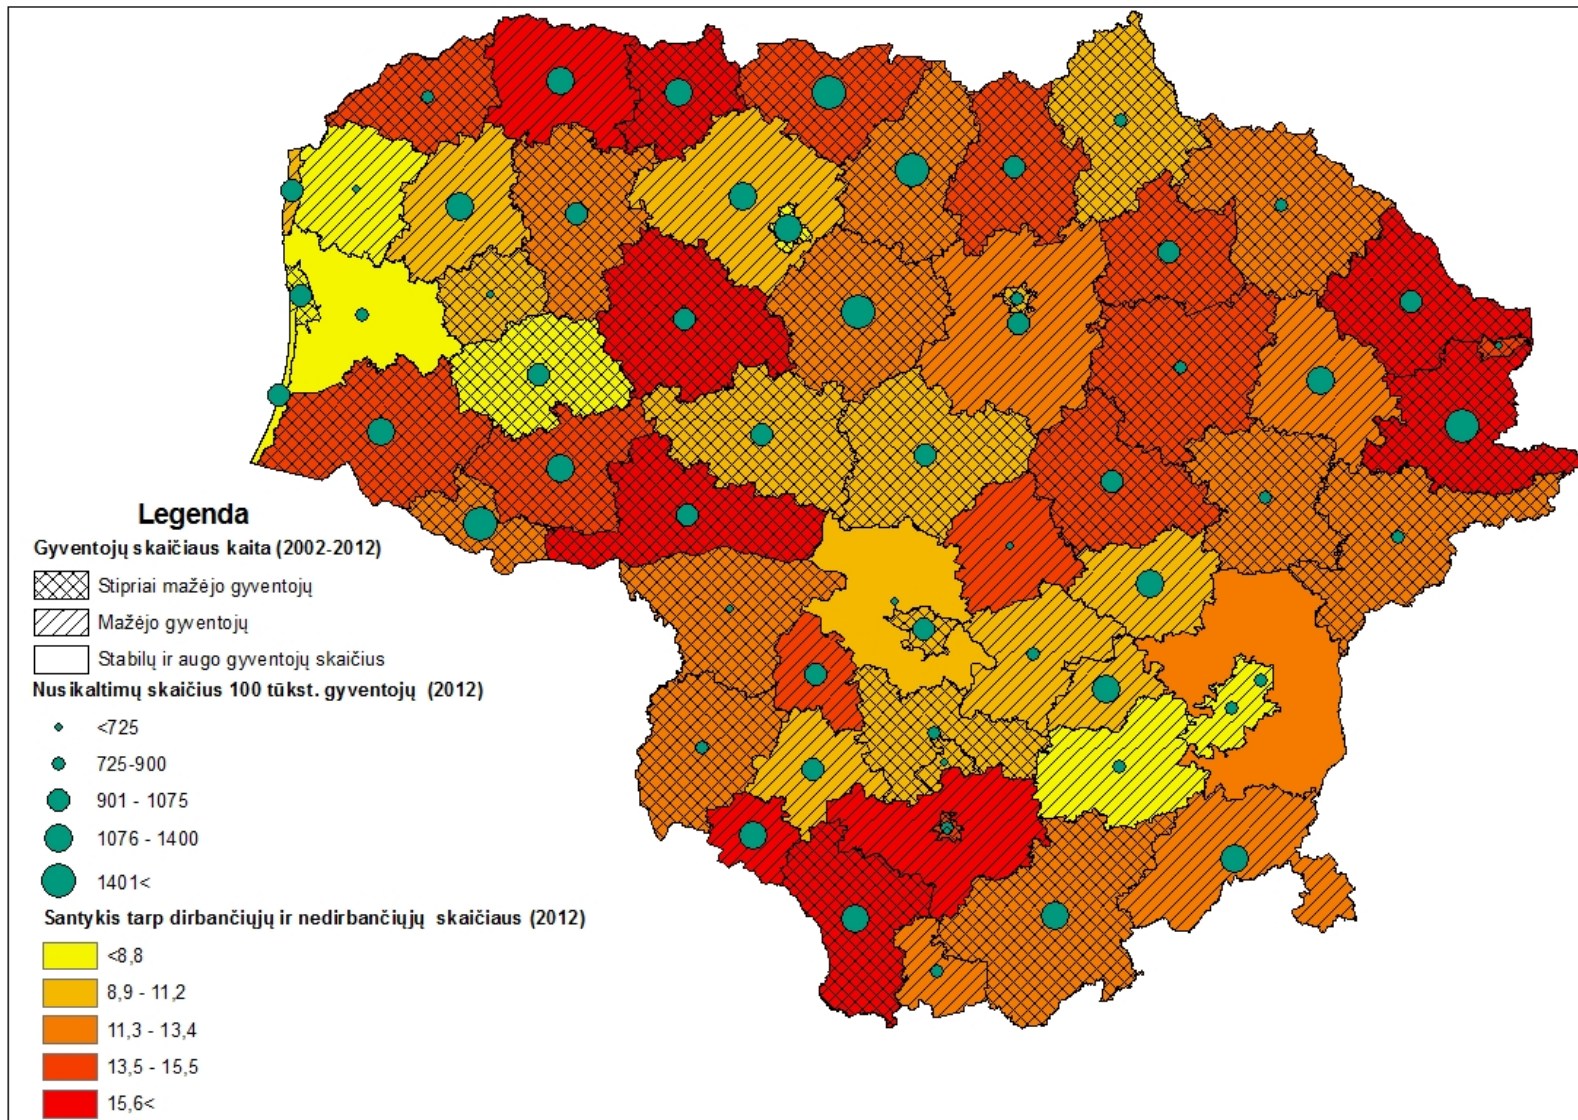 Legenda
Gyventojų skaičiaus kaita (2002-2012)
Stipriai mažėjo gyventojų
Mažėjo gyventojų
Stabilų ir augo gyventojų skaičius
Nusikaltimų skaičius 100 tūkst. gyventojų (2012)
<725
725-900
901 - 1075
1076 - 1400
1401<
Santykis tarp dirbančiųjų ir nedirbančiųjų skaičiaus (2012)
<8,8
8,9 - 11,2
11,3 - 13,4
13,5 - 15,5
15,6<